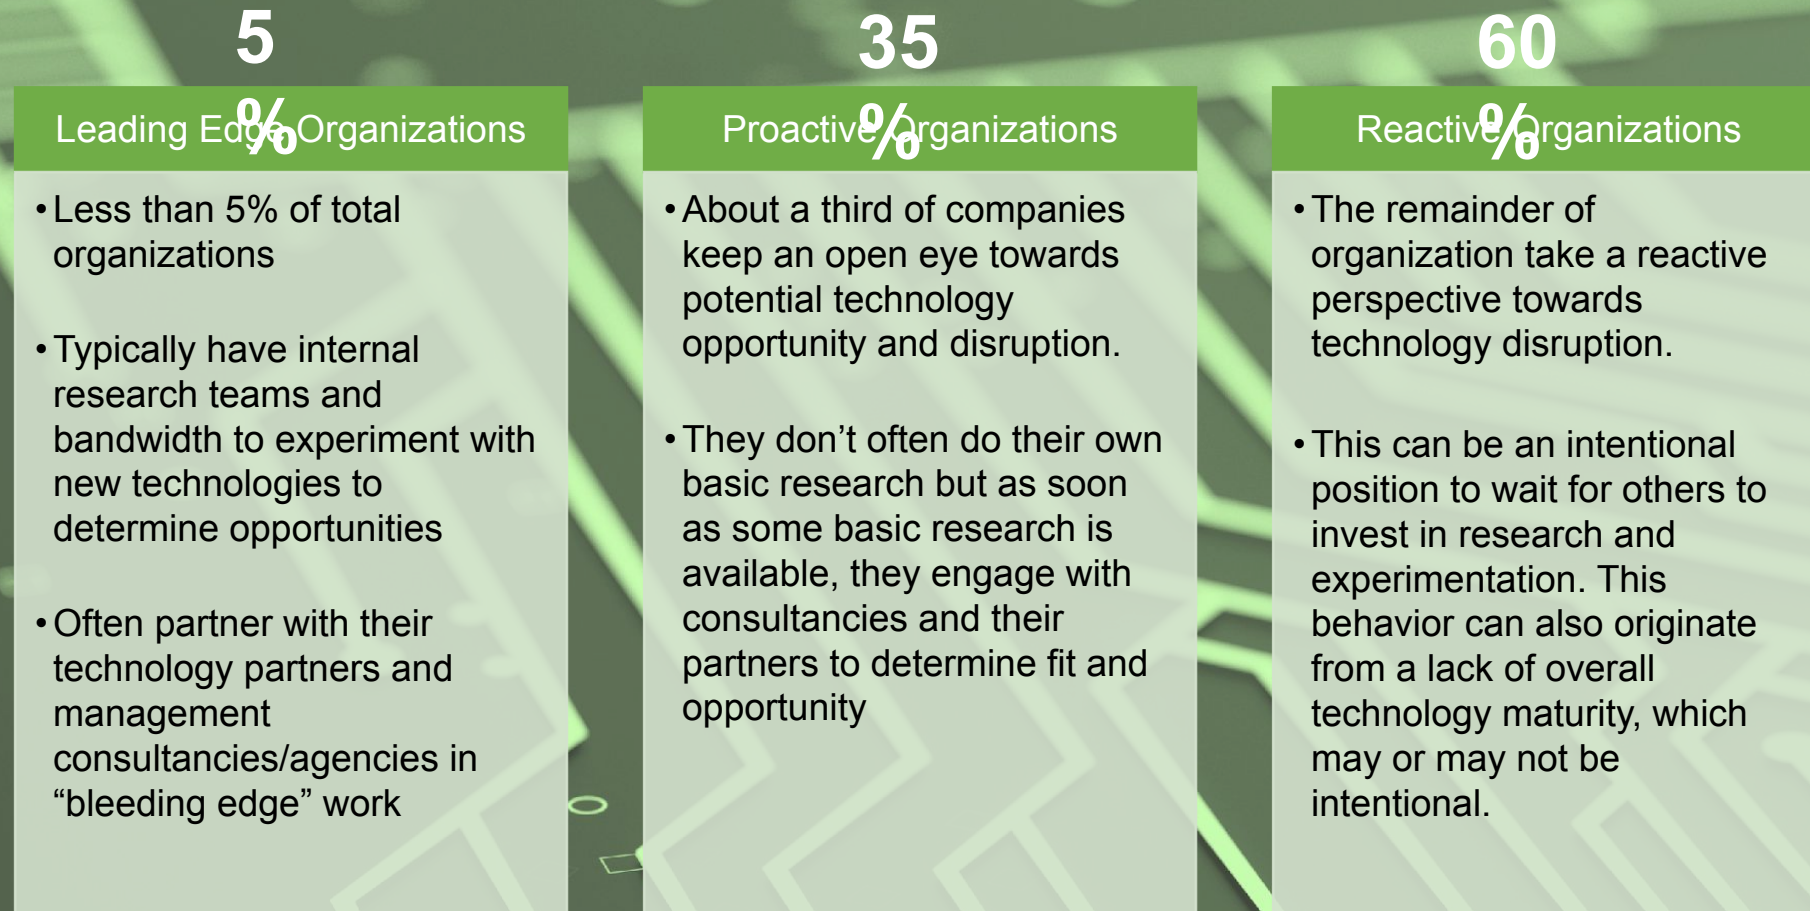 5
%
Leading Edge Organizations
• Less than 5% of total
organizations
• Typically have internal
research teams and
bandwidth to experiment with
new technologies to
determine opportunities
• Often partner with their
technology partners and
management
consultancies/agencies in
“bleeding edge” work
35
%
Proactive Organizations
• About a third of companies
keep an open eye towards
potential technology
opportunity and disruption.
• They don’t often do their own
basic research but as soon
as some basic research is
available, they engage with
consultancies and their
partners to determine fit and
opportunity
60
%
Reactive Organizations
• The remainder of
organization take a reactive
perspective towards
technology disruption.
• This can be an intentional
position to wait for others to
invest in research and
experimentation. This
behavior can also originate
from a lack of overall
technology maturity, which
may or may not be
intentional.